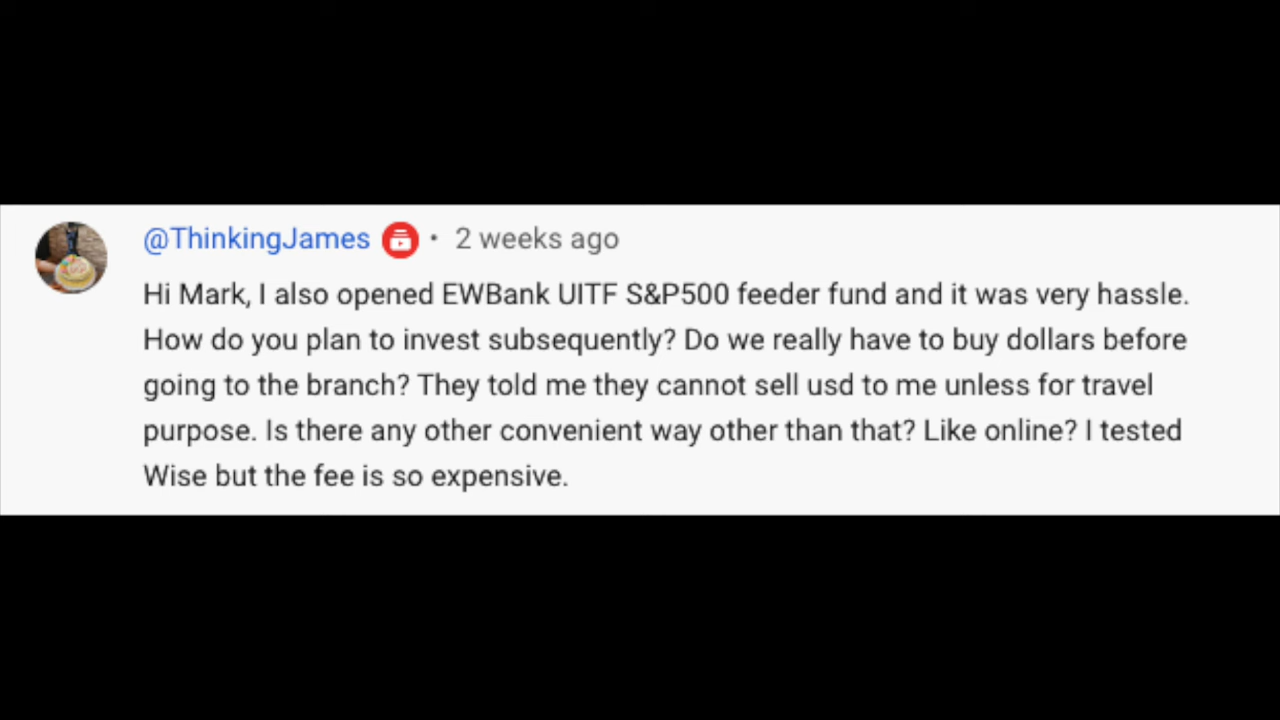 @ThinkingJames • 2 weeks ago
Hi Mark, I also opened EWBank UITF S&P500 feeder fund and it was very hassle.
How do you plan to invest subsequently? Do we really have to buy dollars before
going to the branch? They told me they cannot sell usd to me unless for travel
purpose. Is there any other convenient way other than that? Like online? I tested
Wise but the fee is so expensive.